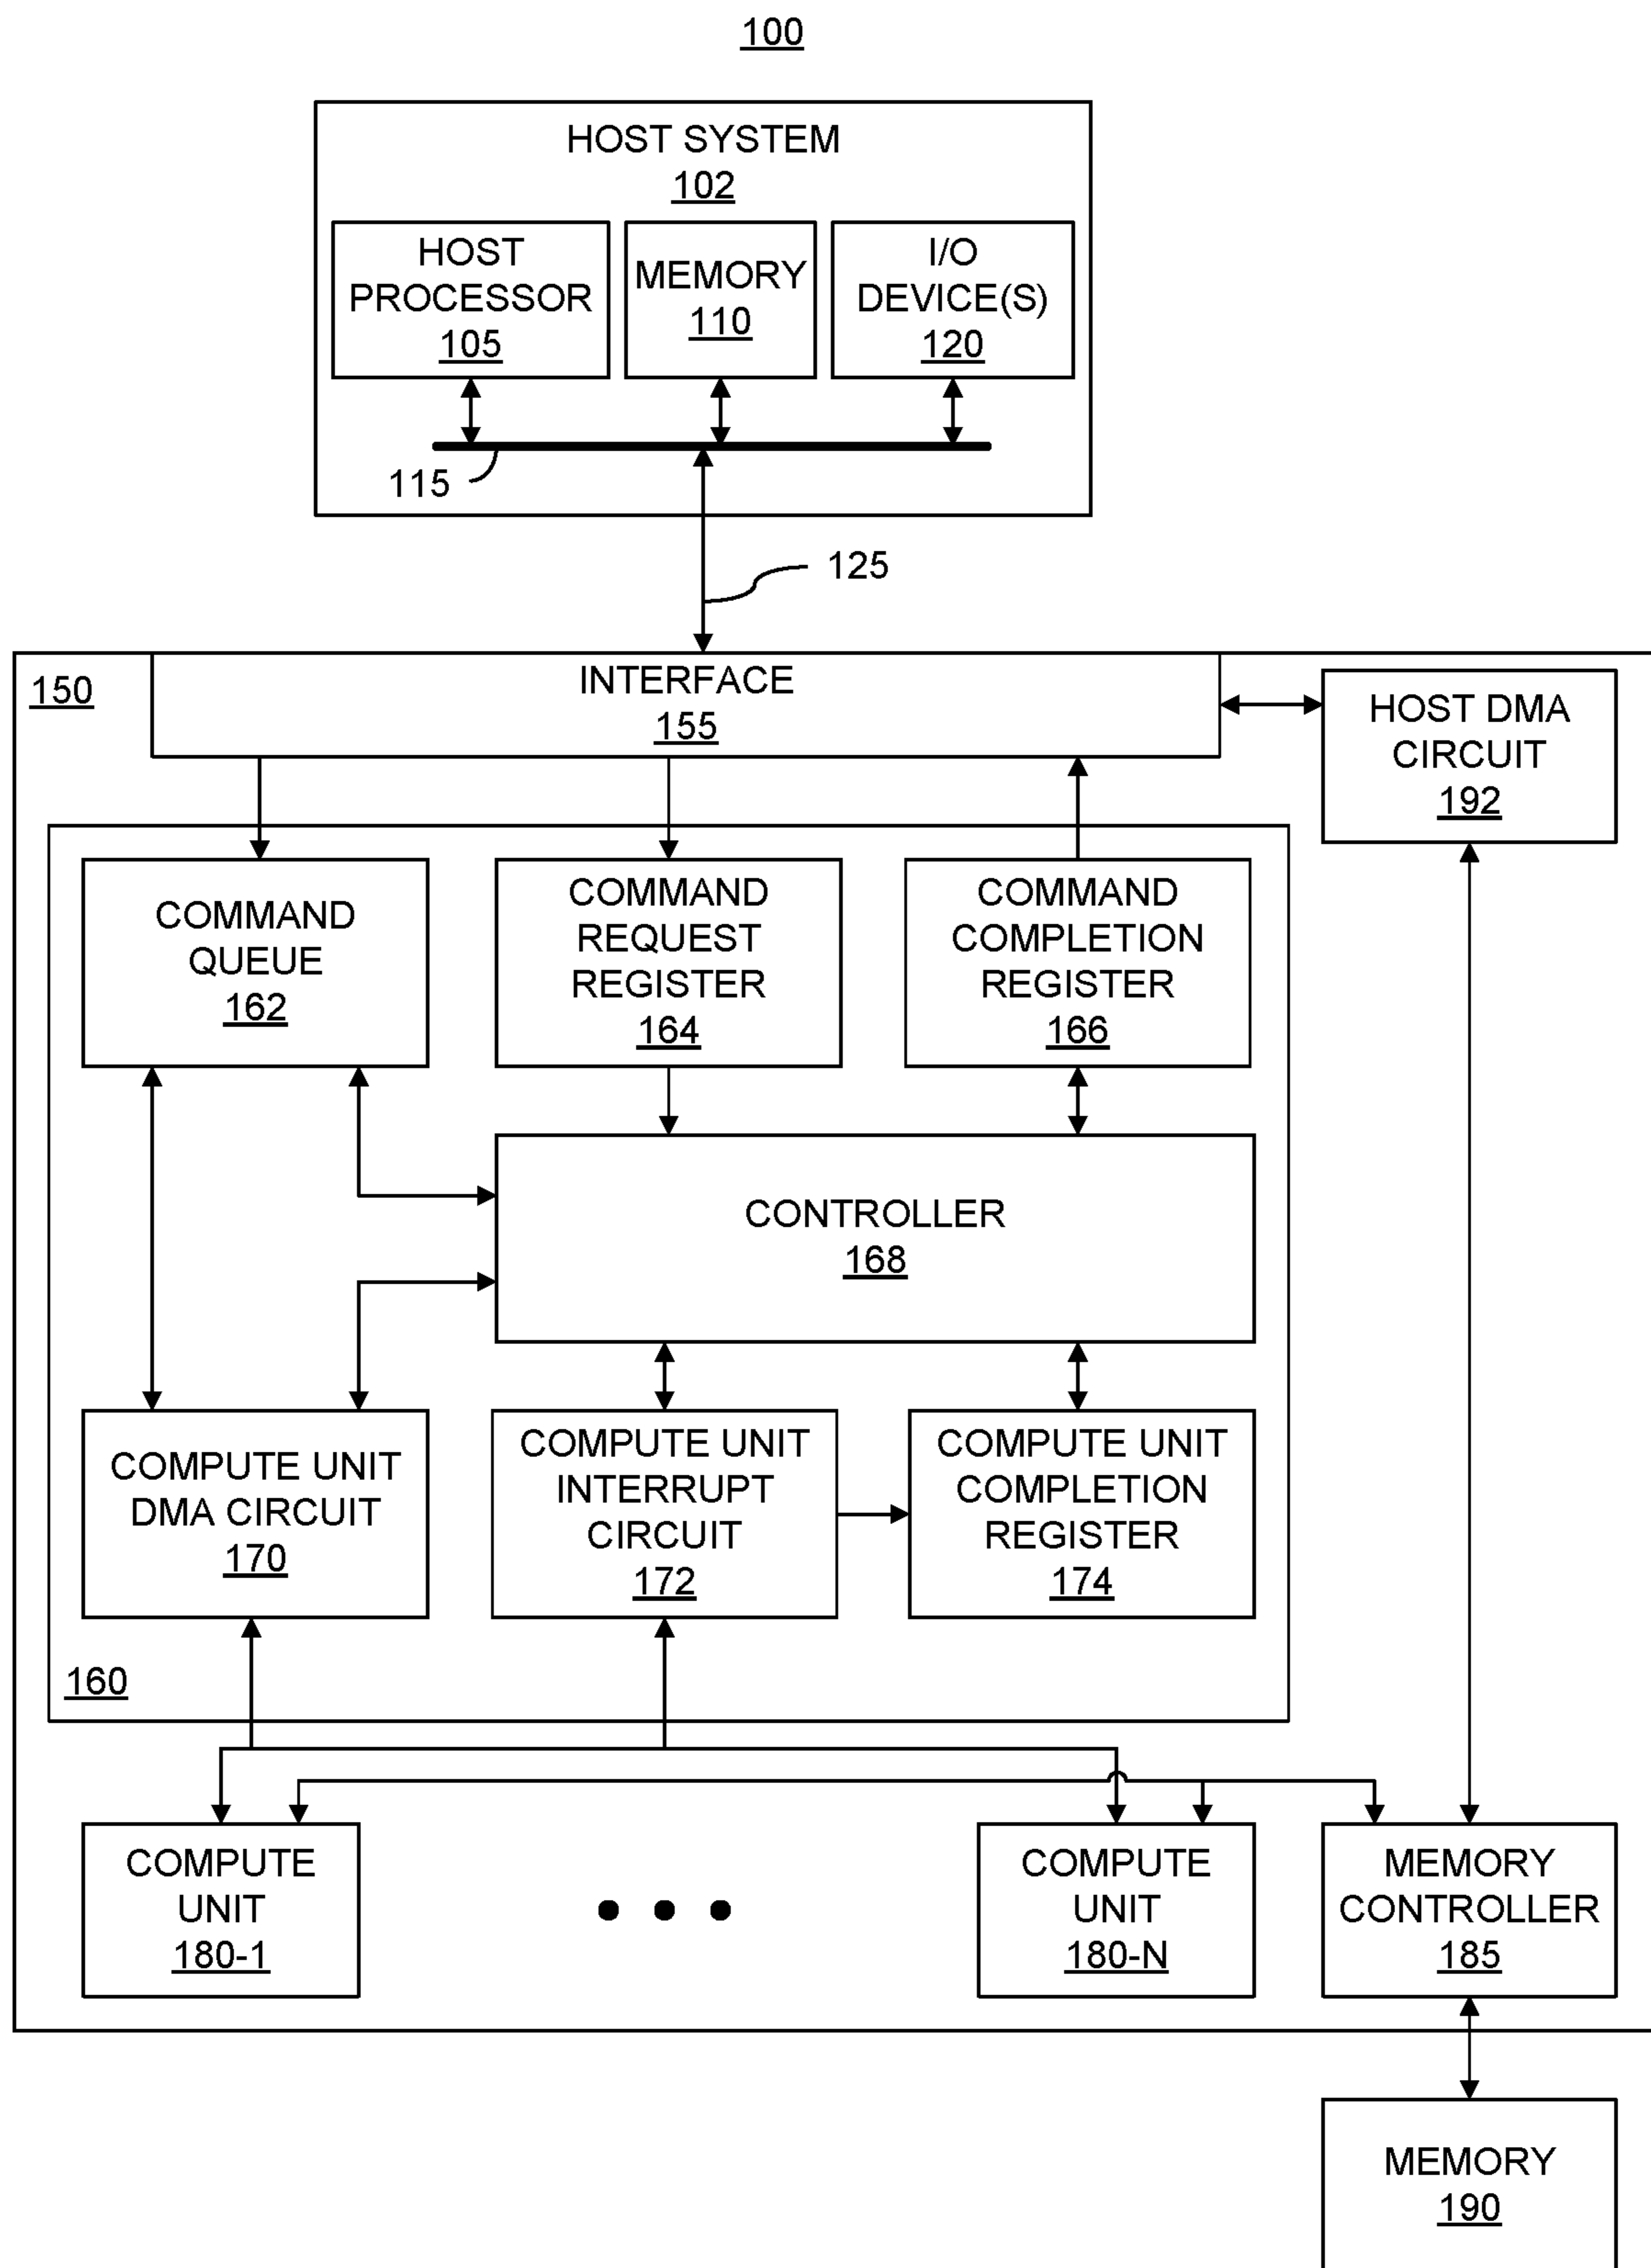 100
HOST SYSTEM
102
HOST
PROCESSOR
105
MEMORY
110
I/O
DEVICE(S)
120
115
125
150
INTERFACE
155
HOST DMA
CIRCUIT
192
COMMAND
QUEUE
162
COMMAND
REQUEST
REGISTER
164
COMMAND
COMPLETION
REGISTER
166
CONTROLLER
168
COMPUTE UNIT
DMA CIRCUIT
170
COMPUTE UNIT
INTERRUPT
CIRCUIT
172
COMPUTE UNIT
COMPLETION
REGISTER
174
160
COMPUTE
UNIT
180-1
COMPUTE
UNIT
180-N
MEMORY
CONTROLLER
185
MEMORY
190